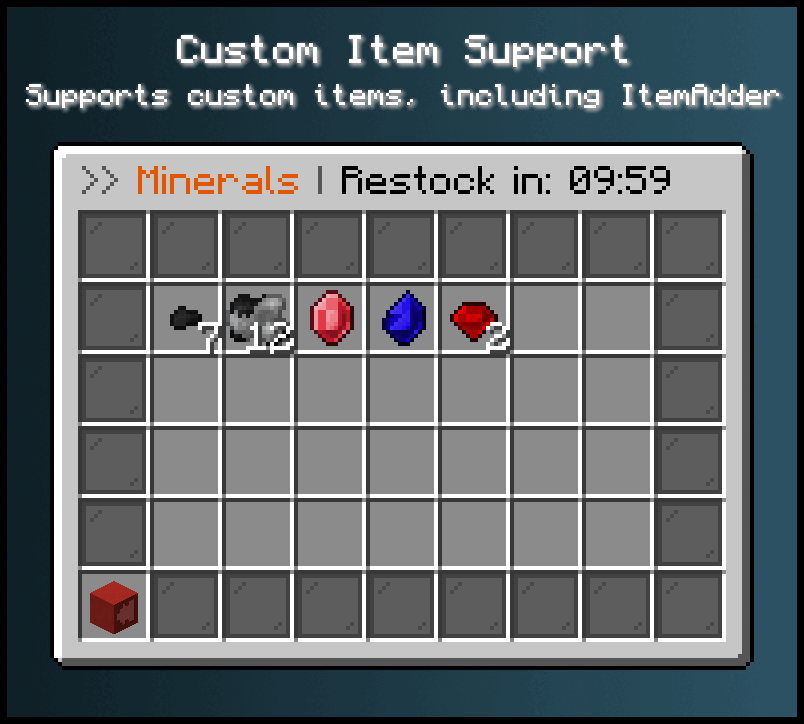 Custom Item Support
Supports custom items, including ItemAdder
>> Minerals | Restock in: 09:59
7 12 2